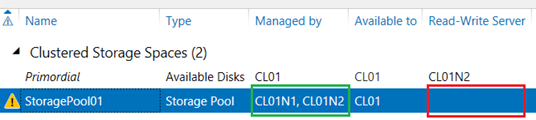 Name Type Managed by Available to Read-Write Server
Clustered Storage Spaces (2)
Primordial Available Disks CL01 CL01 CL01N2
StoragePool01 Storage Pool CL01N1, CL01N2 CL01